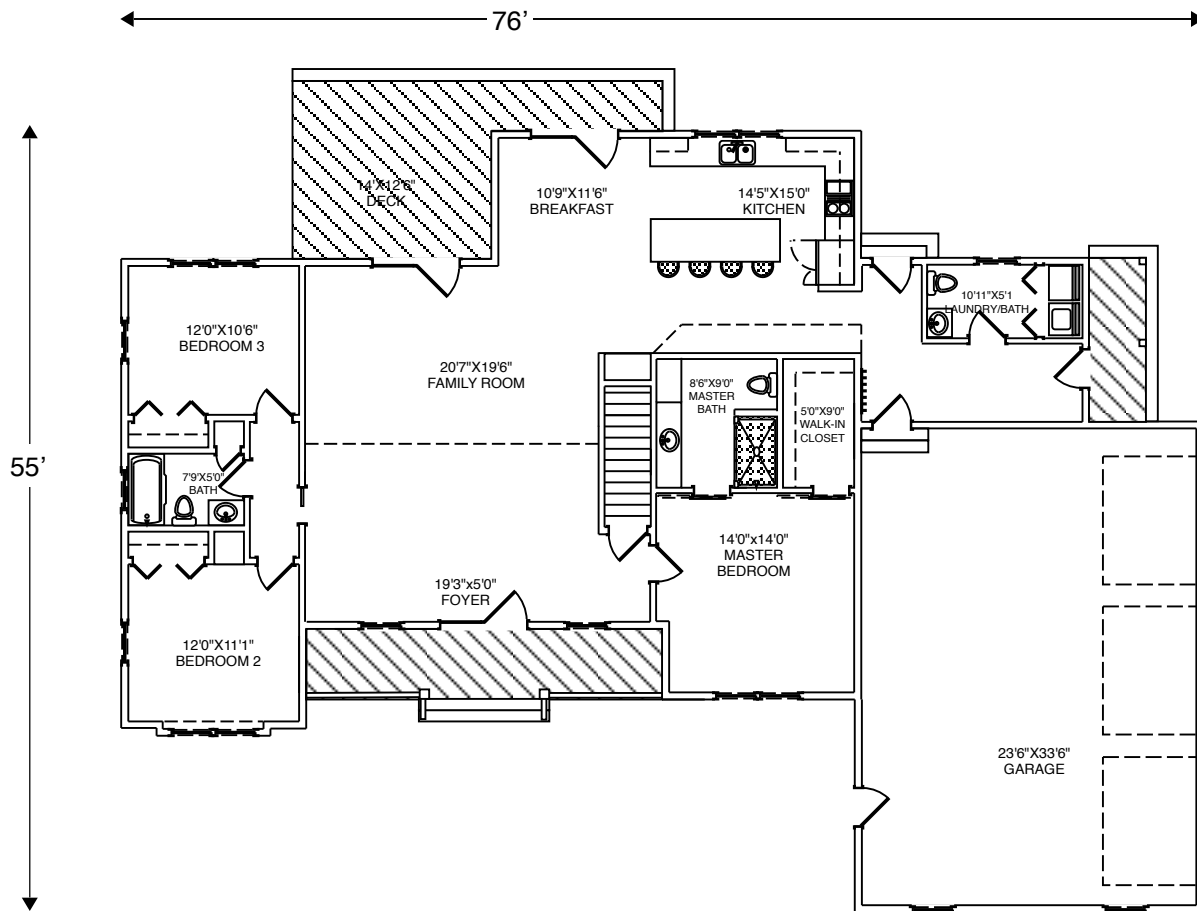 76’
14'X12'6"
DECK
10'9"X11'6"
BREAKFAST
14'5"X15'0"
KITCHEN
10'11"X5'1
LAUNDRY/BATH
12'0"X10'6"
BEDROOM 3
20'7"X19'6"
FAMILY ROOM
8'6"X9'0"
MASTER
BATH
5'0"X9'0"
WALK-IN
CLOSET
55’
7'9"X5'0"
BATH
14'0"x14'0"
MASTER
BEDROOM
19'3"x5'0"
FOYER
12'0"X11'1"
BEDROOM 2
23'6"X33'6"
GARAGE